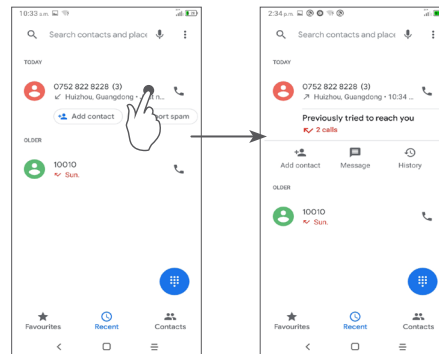 10:33 a.m.
Search contacts and place
TODAY
0752 822 8228 (3)
Huizhou, Guangdong •
Add contact
ort spam
OLDER
10010
Sun.
Favourites
Recent
Contacts
2:34 p.m.
Search contacts and place
TODAY
0752 822 8228 (3)
Huizhou, Guangdong • 10:34 ...
Previously tried to reach you
2 calls
Add contact
Message
History
OLDER
10010
Sun.
Favourites
Recent
Contacts